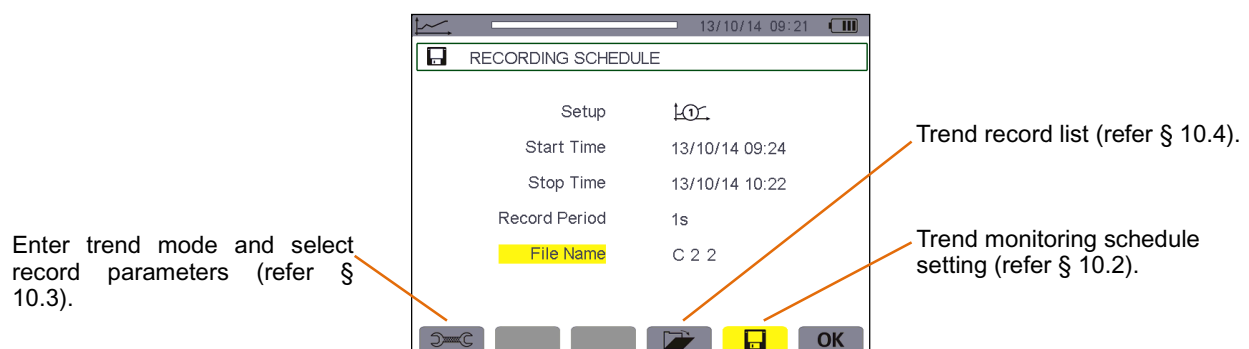 13/10/14 09:21
RECORDING SCHEDULE
Setup 1
Start Time 13/10/14 09:24
Stop Time 13/10/14 10:22
Record Period 1s
File Name C 2 2
OK
Enter trend mode and select
record parameters (refer §
10.3).
Trend record list (refer § 10.4).
Trend monitoring schedule
setting (refer § 10.2).